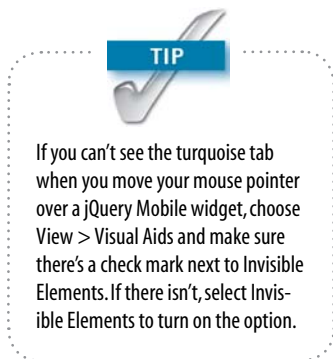 TIP
If you can’t see the turquoise tab
when you move your mouse pointer
over a jQuery Mobile widget, choose
View > Visual Aids and make sure
there’s a check mark next to Invisible
Elements. If there isn’t, select Invis-
ible Elements to turn on the option.